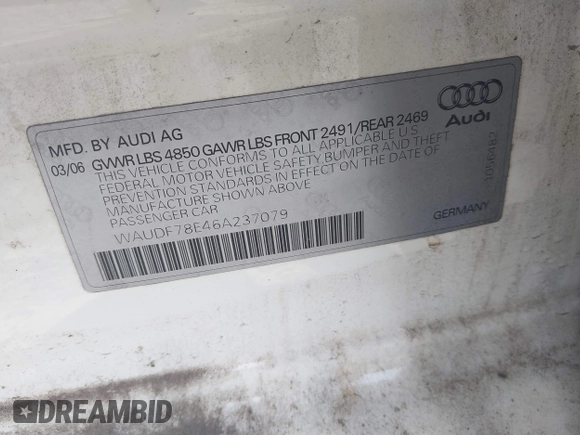 MFD. BY AUDI AG
03/06 GVWR LBS 4850 GAWR LBS FRONT 2491/REAR 2469
THIS VEHICLE CONFORMS TO ALL APPLICABLE U.S
FEDERAL MOTOR VEHICLE SAFETY BUMPER AND THEFT
PREVENTION STANDARDS IN EFFECT ON THE DATE OF
MANUFACTURE SHOWN ABOVE
PASSENGER CAR
WAUDF78E46A237079
Audi
GERMANY
DREAMBID